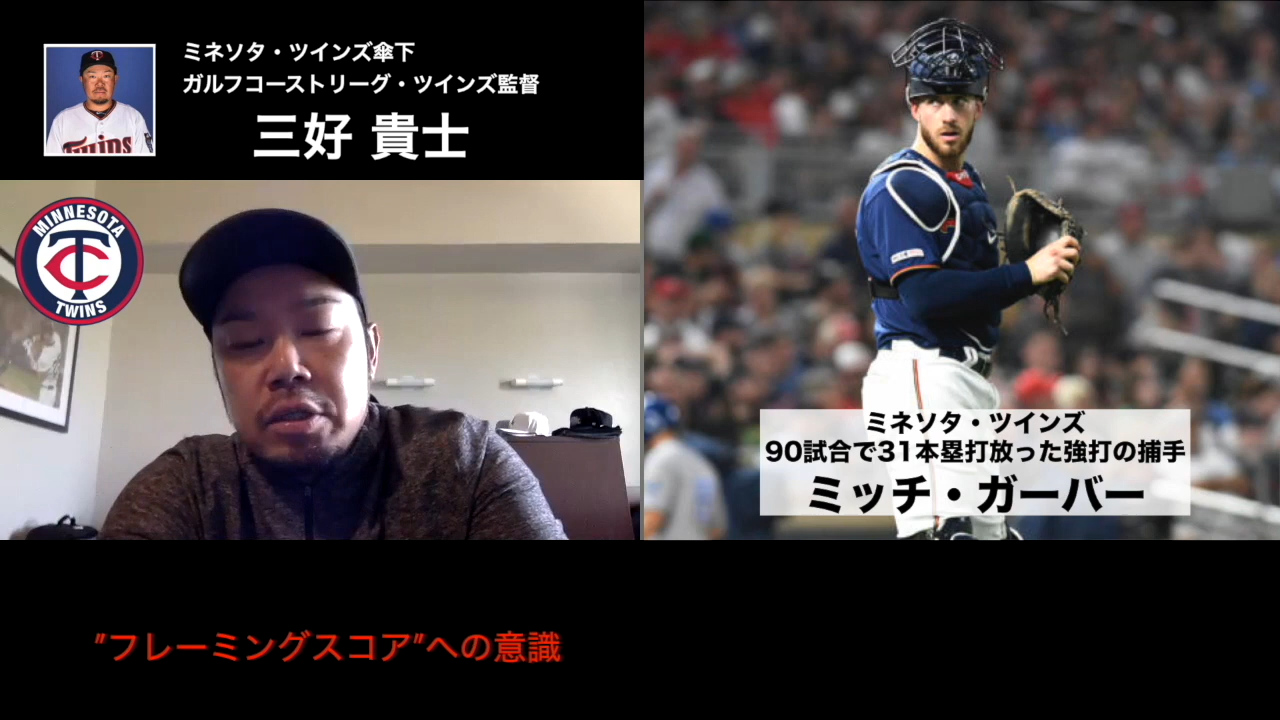 ミネソタ・ツインズ傘下
ガルフコーストリーグ・ツインズ監督
三好 貴士
Twins
MINNESOTA
TC
TWINS
ミネソタ・ツインズ
90試合で31本塁打放った強打の捕手
ミッチ・ガーバー
”フレーミングスコア”への意識